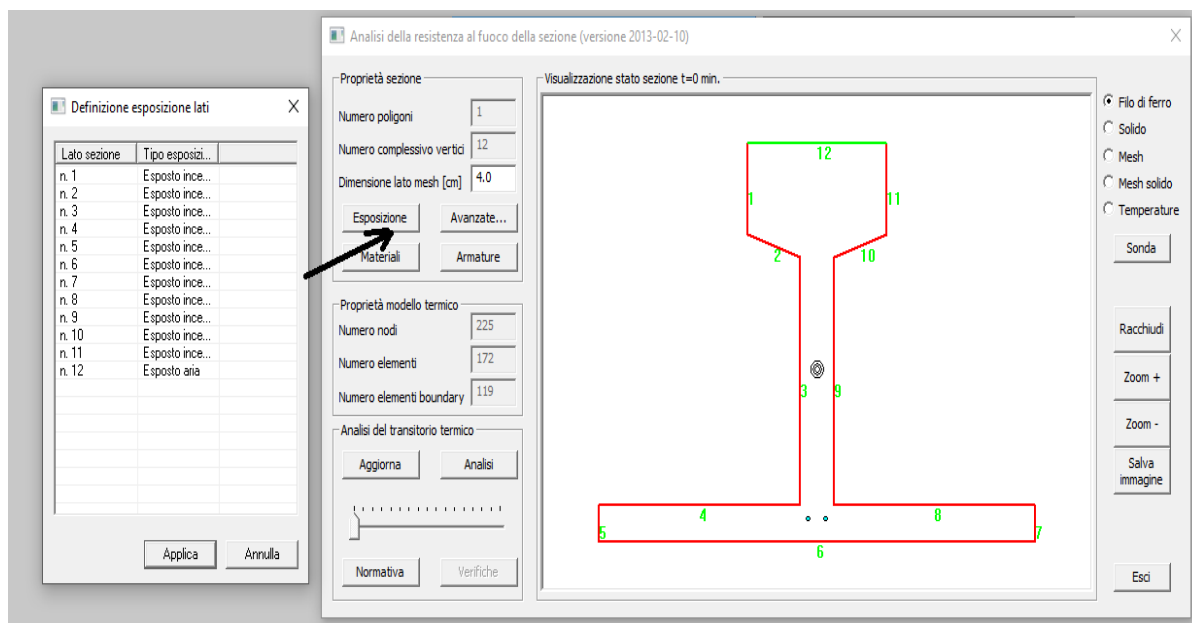 Definizione esposizione lati
Lato sezione Tipo esposizi...
n. 1 Esposto ince...
n. 2 Esposto ince...
n. 3 Esposto ince...
n. 4 Esposto ince...
n. 5 Esposto ince...
n. 6 Esposto ince...
n. 7 Esposto ince...
n. 8 Esposto ince...
n. 9 Esposto ince...
n. 10 Esposto ince...
n. 11 Esposto ince...
n. 12 Esposto aria
Applica Annulla
Analisi della resistenza al fuoco della sezione (versione 2013-02-10)
Proprietà sezione
Numero poligoni 1
Numero complessivo vertici 12
Dimensione lato mesh [cm] 4.0
Esposizione Avanzate...
Materiali Armature
Proprietà modello termico
Numero nodi 225
Numero elementi 172
Numero elementi boundary 119
Analisi del transitorio termico
Aggiorna Analisi
Normativa Verifiche
Visualizzazione stato sezione t=0 min.
12
1 11
2 10
3 9
4 8
5 7
6
Filo di ferro
Solido
Mesh
Mesh solido
Temperature
Sonda
Racchiudi
Zoom +
Zoom -
Salva
immagine
Esci